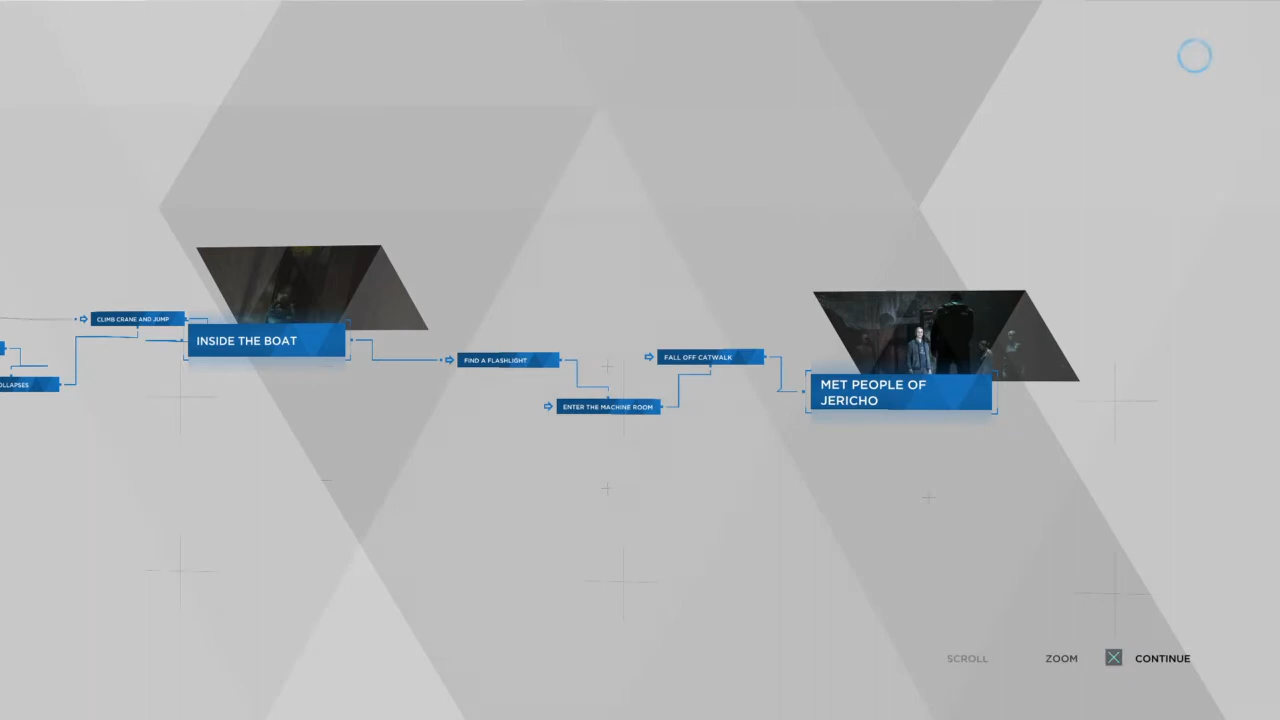 CLIMB CRANE AND JUMP
INSIDE THE BOAT
OLLAPSES
FIND A FLASHLIGHT
ENTER THE MACHINE ROOM
FALL OFF CATWALK
MET PEOPLE OF
JERICHO
SCROLL
ZOOM
CONTINUE